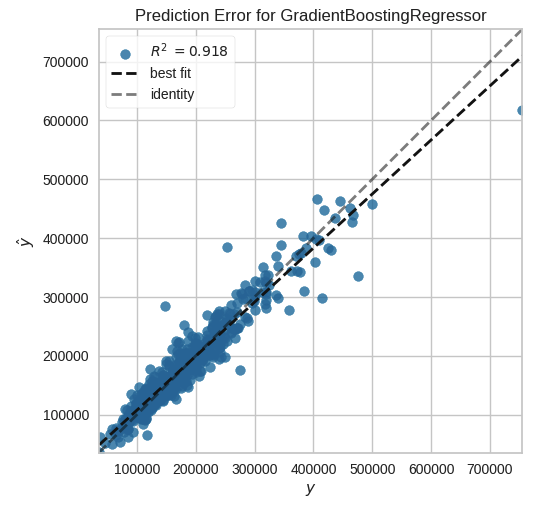 Prediction Error for GradientBoostingRegressor
R² = 0.918
best fit
identity
700000
600000
500000
400000
300000
200000
100000
ŷ
100000 200000 300000 400000 500000 600000 700000
y